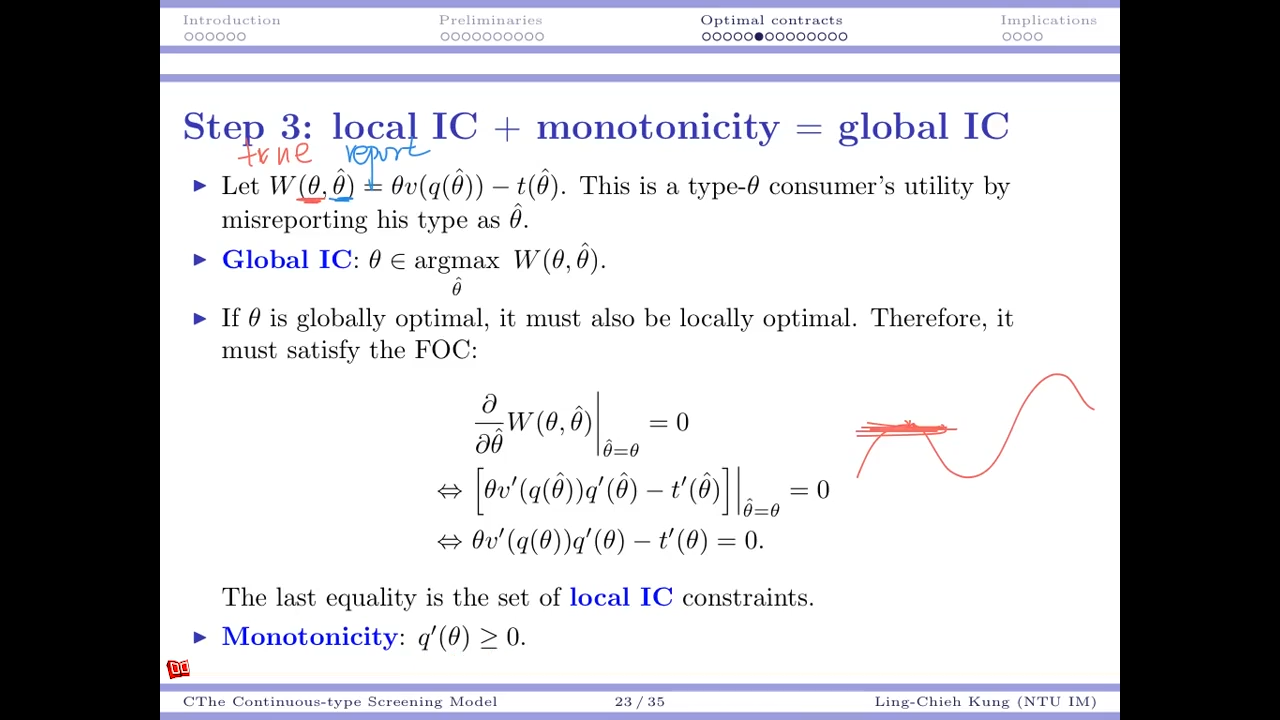 Introduction Preliminaries Optimal contracts Implications
Step 3: local IC + monotonicity = global IC
true report
▶ Let W(θ, θ̂) = θv(q(θ̂)) − t(θ̂). This is a type-θ consumer's utility by
misreporting his type as θ̂.
▶ Global IC: θ ∈ argmax W(θ, θ̂).
θ̂
▶ If θ is globally optimal, it must also be locally optimal. Therefore, it
must satisfy the FOC:
∂/∂θ̂ W(θ, θ̂)|θ̂=θ = 0
⇔ [θv′(q(θ̂))q′(θ̂) − t′(θ̂)]|θ̂=θ = 0
⇔ θv′(q(θ))q′(θ) − t′(θ) = 0.
The last equality is the set of local IC constraints.
▶ Monotonicity: q′(θ) ≥ 0.
CThe Continuous-type Screening Model 23 / 35 Ling-Chieh Kung (NTU IM)